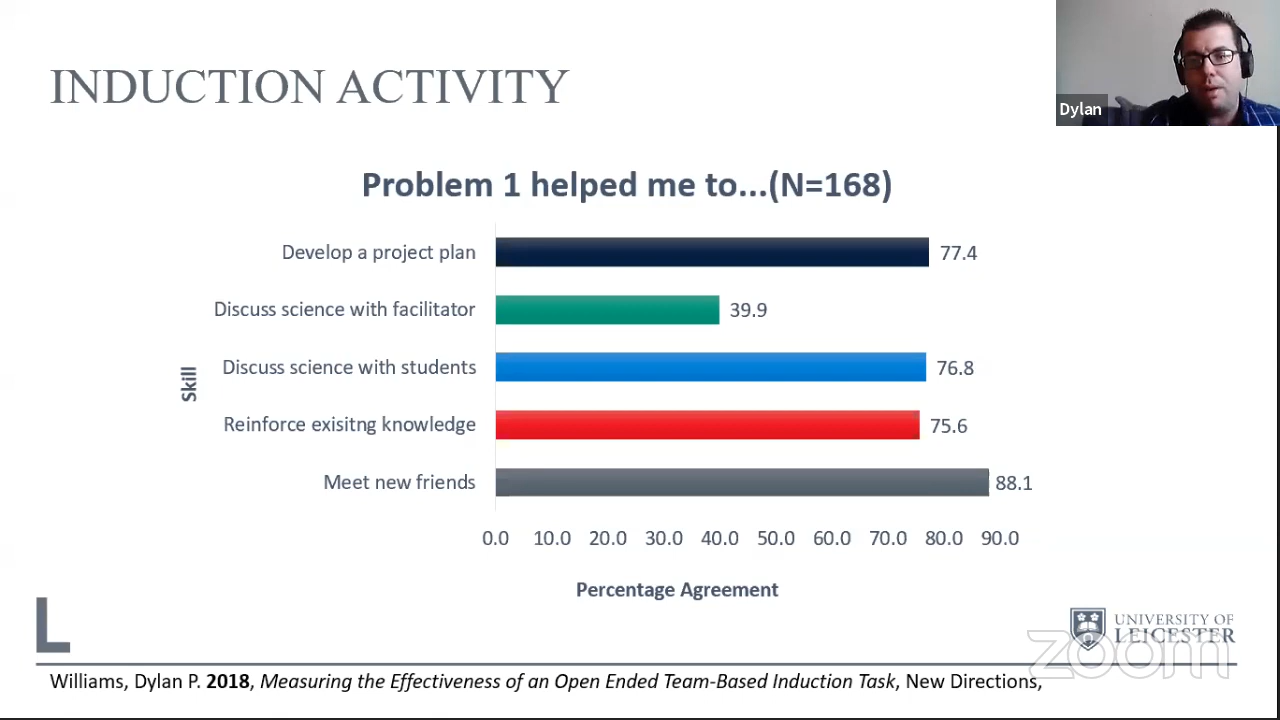 INDUCTION ACTIVITY
Dylan
Problem 1 helped me to...(N=168)
Develop a project plan
77.4
Discuss science with facilitator
39.9
Discuss science with students
76.8
Reinforce exisitng knowledge
75.6
Meet new friends
88.1
Skill
0.0 10.0 20.0 30.0 40.0 50.0 60.0 70.0 80.0 90.0
Percentage Agreement
L
UNIVERSITY OF
LEICESTER
zoom
Williams, Dylan P. 2018, Measuring the Effectiveness of an Open Ended Team-Based Induction Task, New Directions,